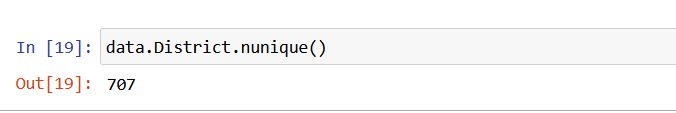 In [19]: data.District.nunique()
Out[19]: 707